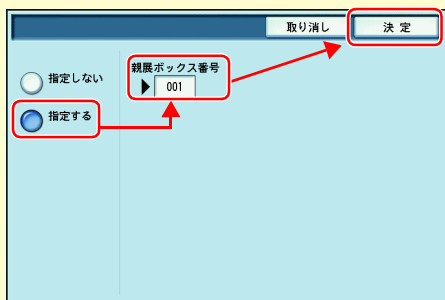 取り消し 決 定
指定しない
指定する
親展ボックス番号
001